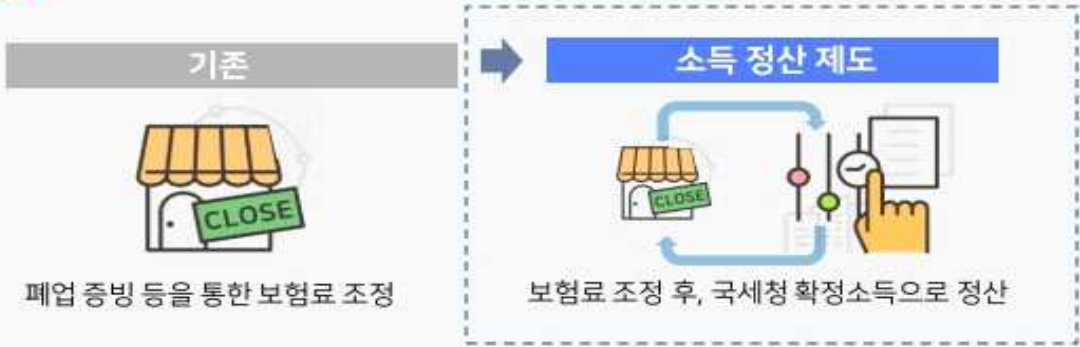 기존
소득 정산 제도
CLOSE
CLOSE
폐업 증빙 등을 통한 보험료 조정
보험료 조정 후, 국세청 확정소득으로 정산